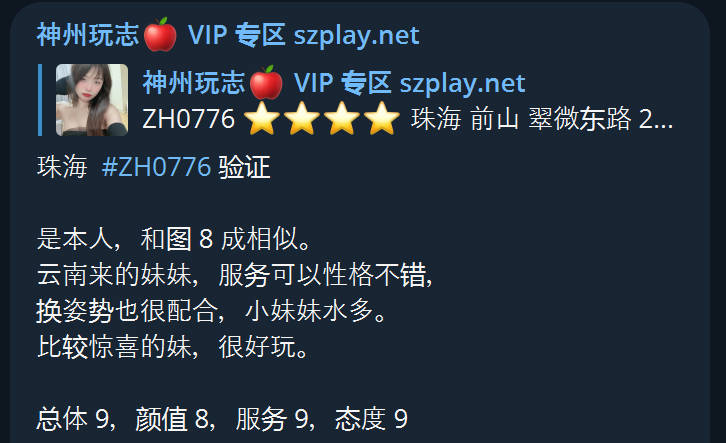 神州玩志🍎 VIP 专区 szplay.net
神州玩志🍎 VIP 专区 szplay.net
ZH0776 ⭐⭐⭐⭐ 珠海 前山 翠微东路 2...
珠海 #ZH0776 验证
是本人，和图 8 成相似。
云南来的妹妹，服务可以性格不错，
换姿势也很配合，小妹妹水多。
比较惊喜的妹，很好玩。
总体 9，颜值 8，服务 9，态度 9